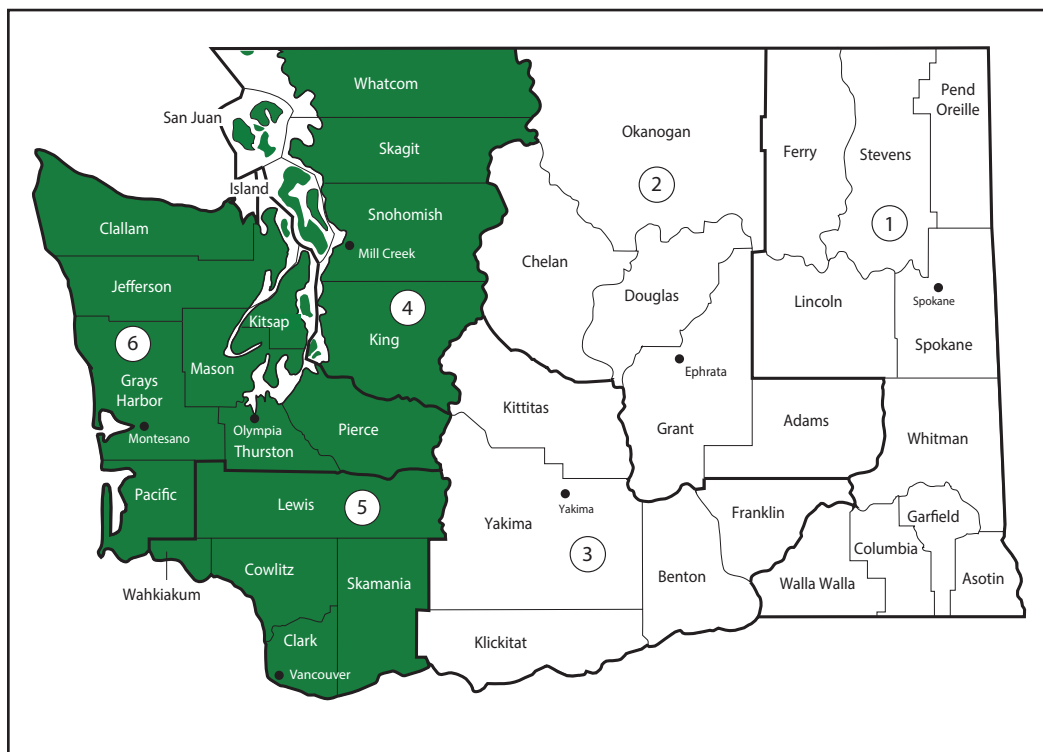 Whatcom
Pend
Oreille
San Juan
Okanogan
Skagit
Ferry
Stevens
2
Island
Snohomish
1
Clallam
Mill Creek
Chelan
Jefferson
Douglas
Lincoln
Spokane
4
Kitsap
King
6
Spokane
Mason
Ephrata
Grays
Harbor
Kittitas
Adams
Grant
Olympia
Pierce
Montesano
Thurston
Whitman
Pacific
Lewis
5
Yakima
Yakima
Franklin
Garfield
3
Columbia
Cowlitz
Skamania
Benton
Walla Walla
Asotin
Wahkiakum
Clark
Klickitat
Vancouver